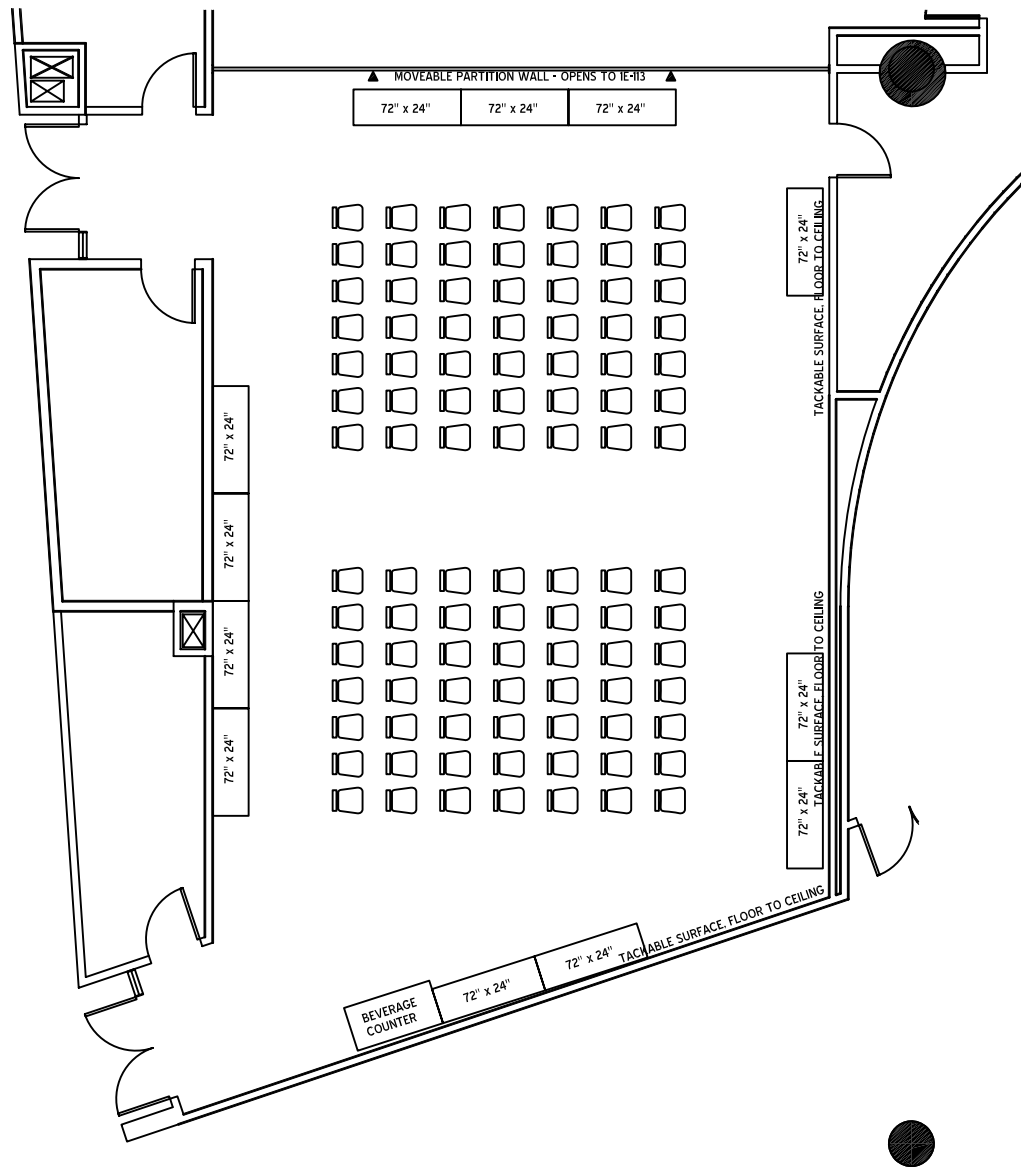 MOVEABLE PARTITION WALL - OPENS TO 1E-113
72" x 24"
72" x 24"
72" x 24"
72" x 24"
TACKABLE SURFACE, FLOOR TO CEILING
72" x 24"
72" x 24"
72" x 24"
72" x 24"
72" x 24"
72" x 24"
TACKABLE SURFACE, FLOOR TO CEILING
TACKABLE SURFACE, FLOOR TO CEILING
72" x 24"
72" x 24"
BEVERAGE
COUNTER